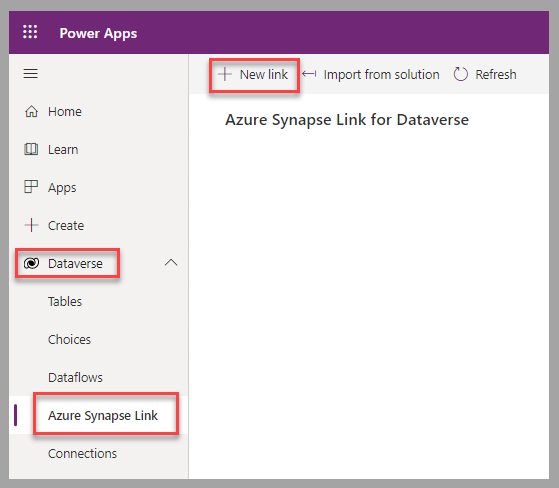 Power Apps
New link
Import from solution
Refresh
Home
Azure Synapse Link for Dataverse
Learn
Apps
Create
Dataverse
Tables
Choices
Dataflows
Azure Synapse Link
Connections